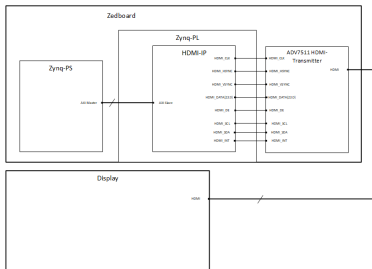 Zedboard
Zynq-PL
HDMI-IP
ADV7511 HDMI-
Transmitter
Zynq-PS
HDMI_CLK
HDMI_CLK
HDMI_HSYNC
HDMI_HSYNC
HDMI_VSYNC
HDMI_VSYNC
HDMI
HDMI_DATA[15:0]
HDMI_DATA[15:0]
AXI Master
AXI Slave
HDMI_DE
HDMI_DE
HDMI_SCL
HDMI_SCL
HDMI_SDA
HDMI_SDA
HDMI_INT
HDMI_INT
Display
HDMI